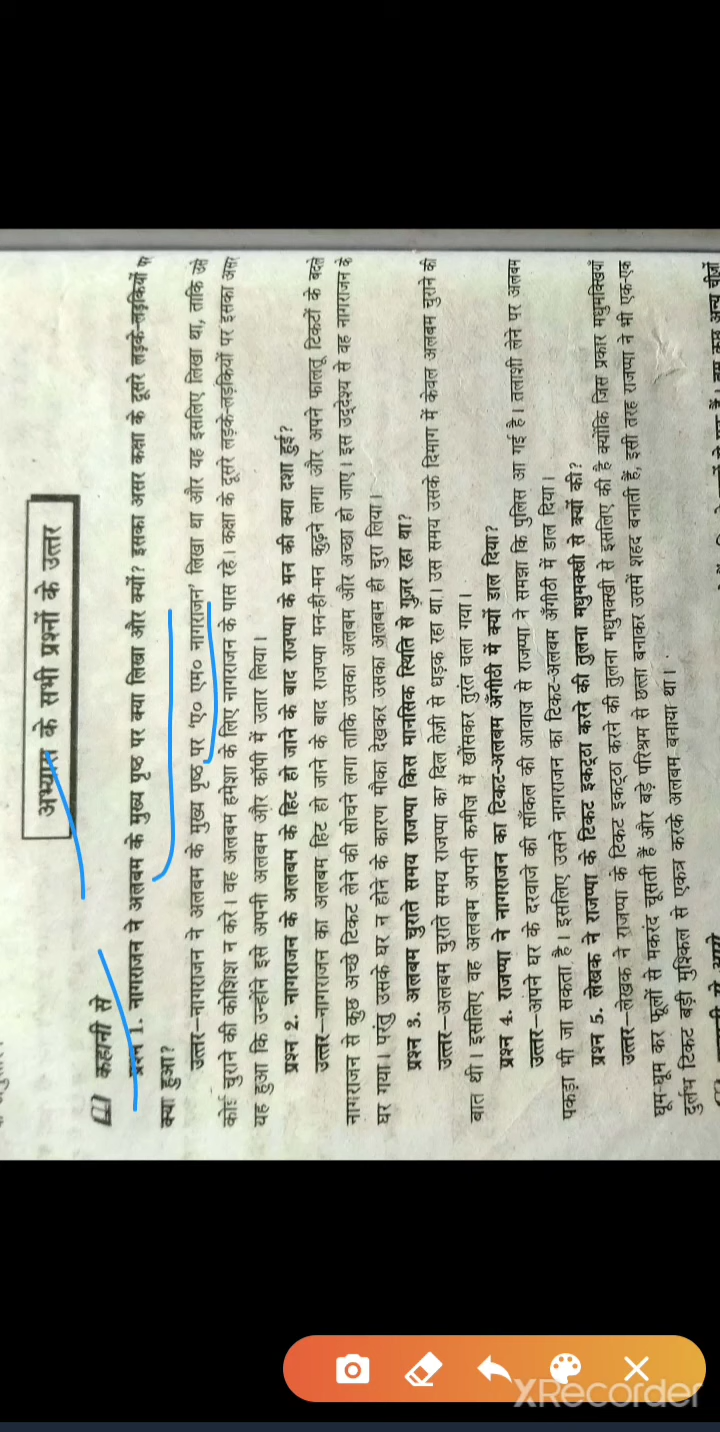 अभ्यास के सभी प्रश्नों के उत्तर
कहानी से
प्रश्न 1. नागराजन ने अलबम के मुख्य पृष्ठ पर क्या लिखा और क्यों? इसका असर कक्षा के दूसरे लड़के-लड़कियों पर
क्या हुआ?
उत्तर—नागराजन ने अलबम के मुख्य पृष्ठ पर 'ए० एम० नागराजन' लिखा था और यह इसलिए लिखा था, ताकि उसे
कोई चुराने की कोशिश न करे। वह अलबम हमेशा के लिए नागराजन के पास रहे। कक्षा के दूसरे लड़के-लड़कियों पर इसका असर
यह हुआ कि उन्होंने इसे अपनी अलबम और कॉपी में उतार लिया।
प्रश्न 2. नागराजन के अलबम के हिट हो जाने के बाद राजप्पा के मन की क्या दशा हुई?
उत्तर—नागराजन का अलबम हिट हो जाने के बाद राजप्पा मन-ही-मन कुढ़ने लगा और अपने फालतू टिकटों के बदले
नागराजन से कुछ अच्छे टिकट लेने की सोचने लगा ताकि उसका अलबम और अच्छा हो जाए। इस उद्देश्य से वह नागराजन के
घर गया। परंतु उसके घर न होने के कारण मौका देखकर उसका अलबम ही चुरा लिया।
प्रश्न 3. अलबम चुराते समय राजप्पा किस मानसिक स्थिति से गुज़र रहा था?
उत्तर—अलबम चुराते समय राजप्पा का दिल तेज़ी से धड़क रहा था। उस समय उसके दिमाग में केवल अलबम चुराने की
बात थी। इसलिए वह अलबम अपनी कमीज़ में खोंसकर तुरंत चला गया।
प्रश्न 4. राजप्पा ने नागराजन का टिकट-अलबम अँगीठी में क्यों डाल दिया?
उत्तर—अपने घर के दरवाजे की साँकल की आवाज़ से राजप्पा ने समझा कि पुलिस आ गई है। तलाशी लेने पर अलबम
पकड़ा भी जा सकता है। इसलिए उसने नागराजन का टिकट-अलबम अँगीठी में डाल दिया।
प्रश्न 5. लेखक ने राजप्पा के टिकट इकट्ठा करने की तुलना मधुमक्खी से क्यों की?
उत्तर—लेखक ने राजप्पा के टिकट इकट्ठा करने की तुलना मधुमक्खी से इसलिए की है क्योंकि जिस प्रकार मधुमक्खियाँ
घूम-घूम कर फूलों से मकरंद चूसती हैं और बड़े परिश्रम से छत्ता बनाकर उसमें शहद बनाती हैं, इसी तरह राजप्पा ने भी एक-एक
दुर्लभ टिकट बड़ी मुश्किल से एकत्र करके अलबम बनाया था।
XRecorder